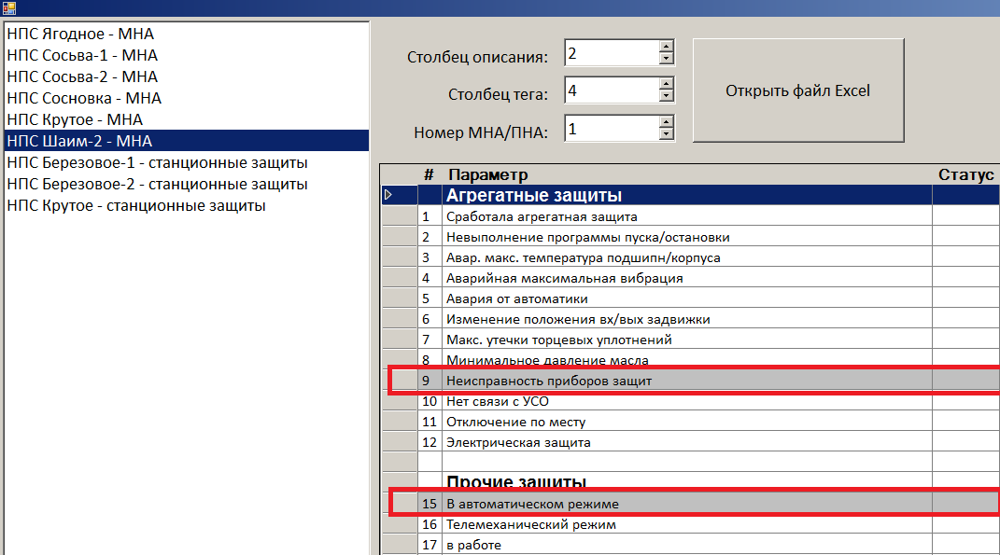 НПС Ягодное - МНА
НПС Сосьва-1 - МНА
НПС Сосьва-2 - МНА
НПС Сосновка - МНА
НПС Крутое - МНА
НПС Шаим-2 - МНА
НПС Березовое-1 - станционные защиты
НПС Березовое-2 - станционные защиты
НПС Крутое - станционные защиты
Столбец описания: 2
Столбец тега: 4
Номер МНА/ПНА: 1
Открыть файл Excel
# Параметр Статус
Агрегатные защиты
1 Сработала агрегатная защита
2 Невыполнение программы пуска/остановки
3 Авар. макс. температура подшипн/корпуса
4 Аварийная максимальная вибрация
5 Авария от автоматики
6 Изменение положения вх/вых задвижки
7 Макс. утечки торцевых уплотнений
8 Минимальное давление масла
9 Неисправность приборов защит
10 Нет связи с УСО
11 Отключение по месту
12 Электрическая защита
Прочие защиты
15 В автоматическом режиме
16 Телемеханический режим
17 в работе